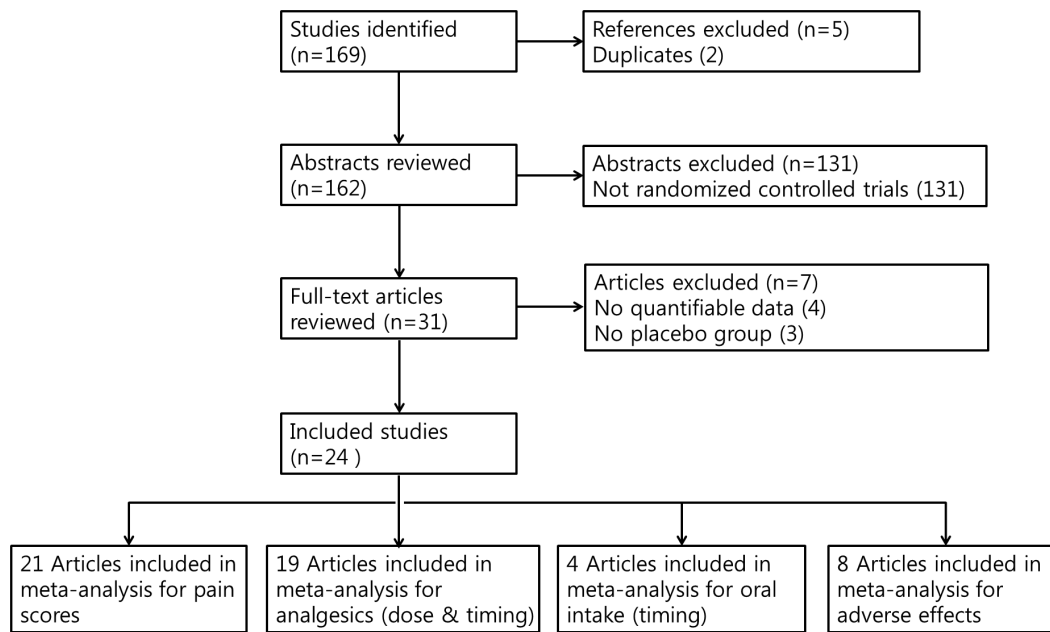 Studies identified
(n=169)
References excluded (n=5)
Duplicates (2)
Abstracts reviewed
(n=162)
Abstracts excluded (n=131)
Not randomized controlled trials (131)
Full-text articles
reviewed (n=31)
Articles excluded (n=7)
No quantifiable data (4)
No placebo group (3)
Included studies
(n=24 )
21 Articles included in
meta-analysis for pain
scores
19 Articles included in
meta-analysis for
analgesics (dose & timing)
4 Articles included in
meta-analysis for oral
intake (timing)
8 Articles included in
meta-analysis for
adverse effects